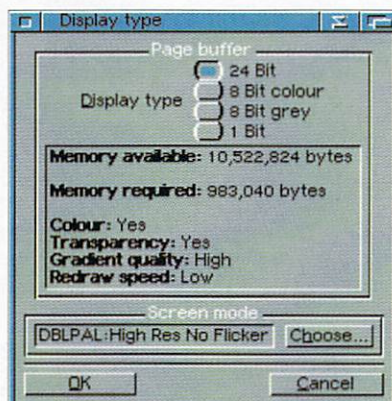 Display type
Page buffer
24 Bit
Display type
8 Bit colour
8 Bit grey
1 Bit
Memory available: 10,522,824 bytes
Memory required: 983,040 bytes
Colour: Yes
Transparency: Yes
Gradient quality: High
Redraw speed: Low
Screen mode
DBLPAL:High Res No Flicker
Choose...
OK
Cancel